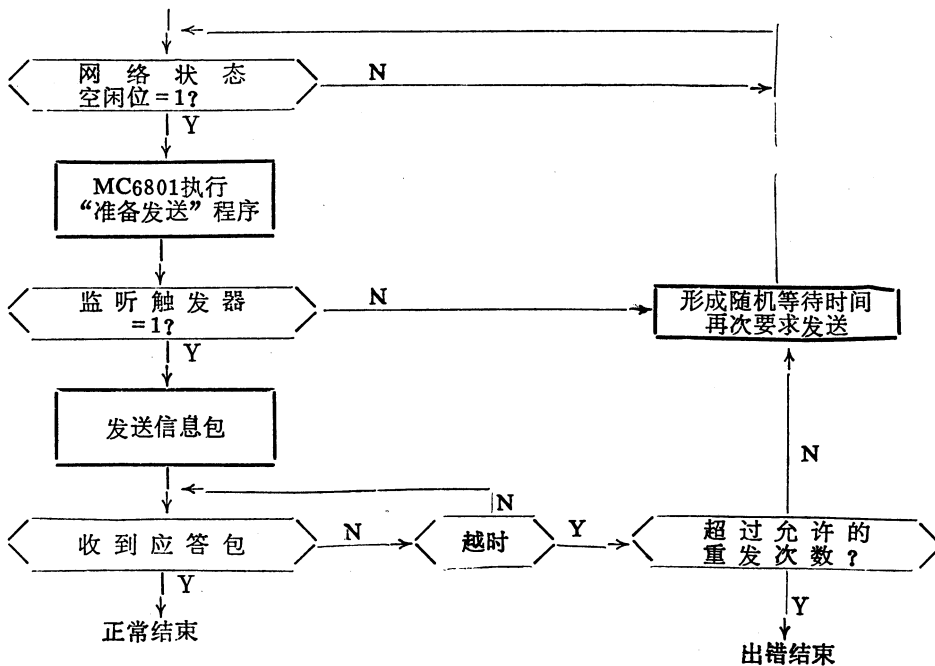 网络状态
空闲位=1?
N
Y
MC6801执行
“准备发送”程序
监听触发器
=1?
N
形成随机等待时间
再次要求发送
Y
发送信息包
N
N
收到应答包
N
越时
Y
超过允许的
重发次数?
Y
正常结束
Y
出错结束